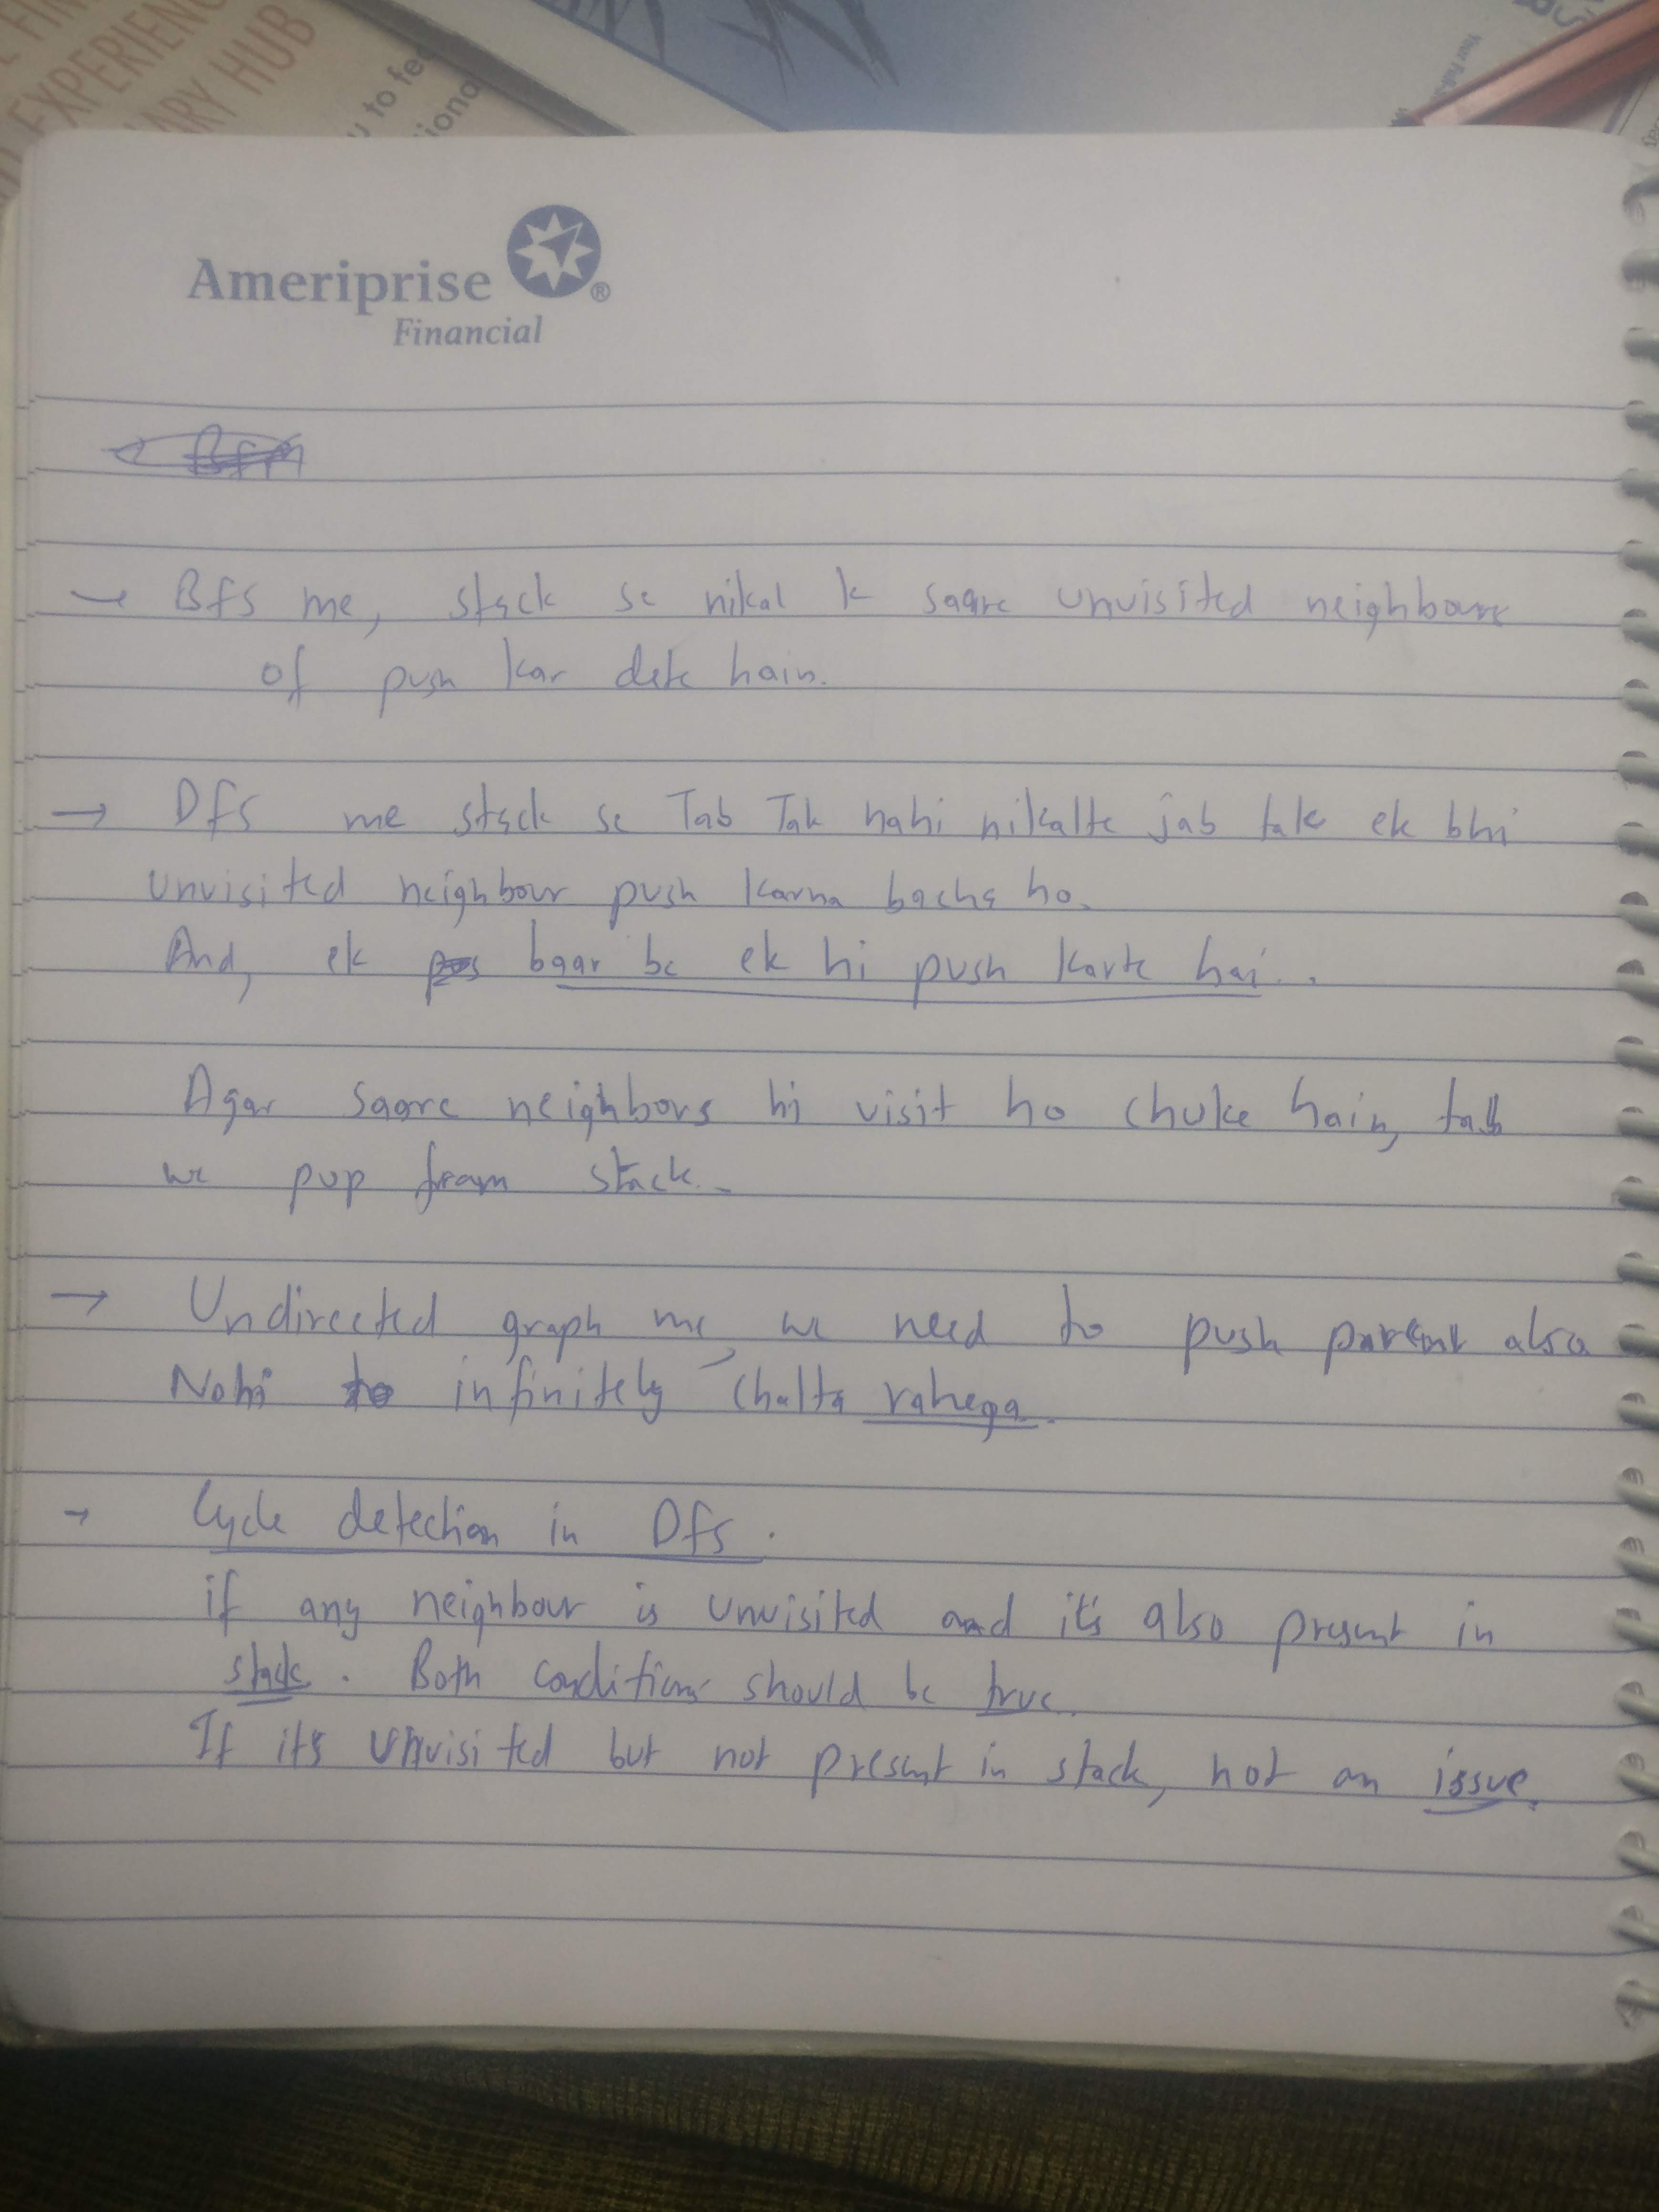 EXPERIENC
ARY HUB
to fee
iona
Ameriprise
Financial
®
→ Bfs me, stack se nikal k saare unvisited neighbours
of push kar dete hain.
→ Dfs me stack se Tab Tak nahi nikalte jab tak ek bhi
unvisited neighbour push karna bacha ho.
And, ek baar be ek hi push karte hai..
Agar saare neighbors hi visit ho chuke hain, tab
we pop from stack.
→ Undirected graph me, we need to push parent also
Nahi to infinitely chalta rahega.
→ Cycle detection in Dfs.
if any neighbour is unvisited and it's also present in
stack. Both conditions should be true.
If it's unvisited but not present in stack, not an issue.